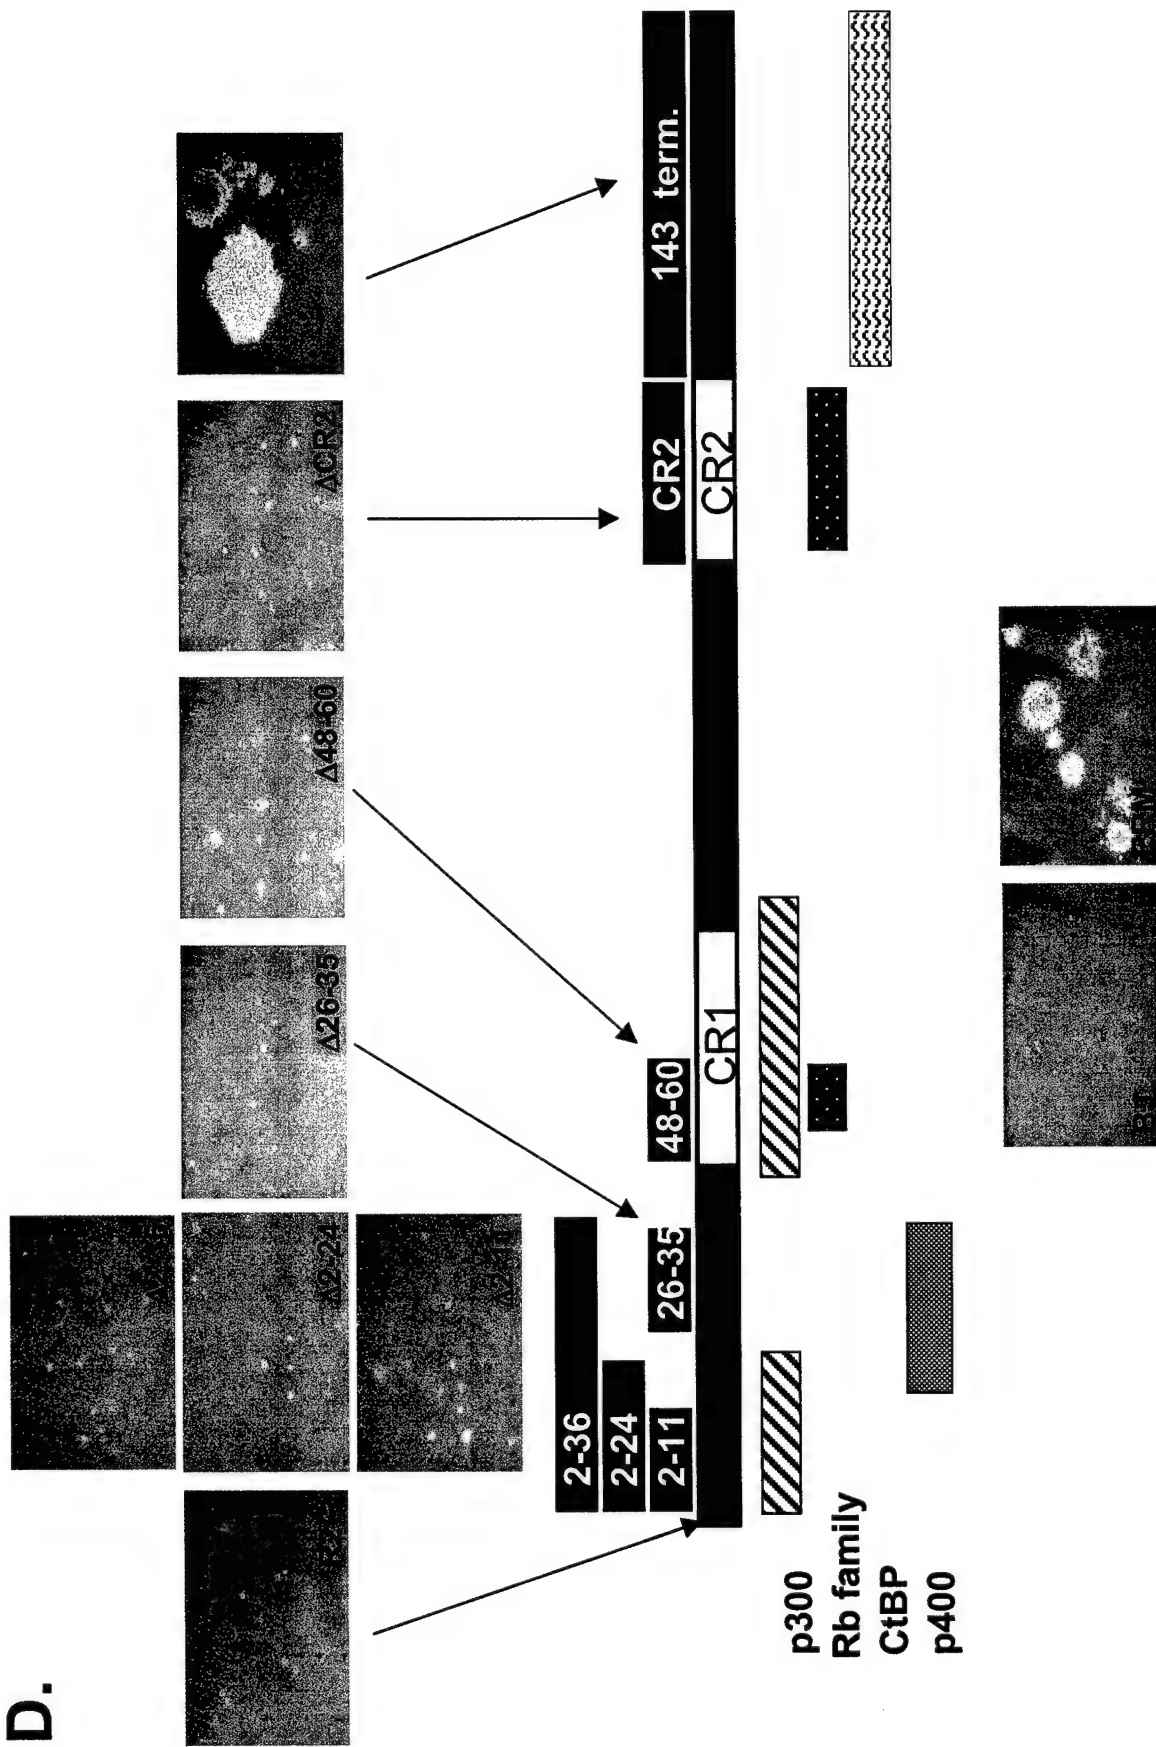 D.
Δ2-24
Δ26-35
Δ48-60
ΔCR2
2-36
2-24
2-11
26-35
48-60
CR2
143 term.
CR1
CR2
p300
Rb family
CtBP
p400